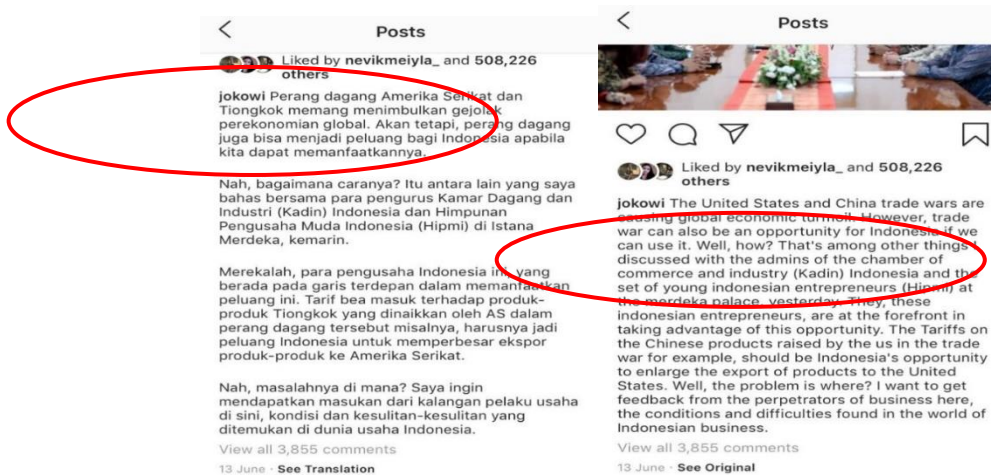 Posts
Liked by nevikmeiyla_ and 508,226
others
jokowi Perang dagang Amerika Serikat dan
Tiongkok memang menimbulkan gejolak
perekonomian global. Akan tetapi, perang dagang
juga bisa menjadi peluang bagi Indonesia apabila
kita dapat memanfaatkannya.
Nah, bagaimana caranya? Itu antara lain yang saya
bahas bersama para pengurus Kamar Dagang dan
Industri (Kadin) Indonesia dan Himpunan
Pengusaha Muda Indonesia (Hipmi) di Istana
Merdeka, kemarin.
Merekalah, para pengusaha Indonesia ini, yang
berada pada garis terdepan dalam memanfaatkan
peluang ini. Tarif bea masuk terhadap produk-
produk Tiongkok yang dinaikkan oleh AS dalam
perang dagang tersebut misalnya, harusnya jadi
peluang Indonesia untuk memperbesar ekspor
produk-produk ke Amerika Serikat.
Nah, masalahnya di mana? Saya ingin
mendapatkan masukan dari kalangan pelaku usaha
di sini, kondisi dan kesulitan-kesulitan yang
ditemukan di dunia usaha Indonesia.
View all 3,855 comments
13 June · See Translation
Posts
Liked by nevikmeiyla_ and 508,226
others
jokowi The United States and China trade wars are
causing global economic turmoil. However, trade
war can also be an opportunity for Indonesia if we
can use it. Well, how? That's among other things I
discussed with the admins of the chamber of
commerce and industry (Kadin) Indonesia and the
set of young indonesian entrepreneurs (Hipmi) at
the mordeka palace, yesterday. They, these
indonesian entrepreneurs, are at the forefront in
taking advantage of this opportunity. The Tariffs on
the Chinese products raised by the us in the trade
war for example, should be Indonesia's opportunity
to enlarge the export of products to the United
States. Well, the problem is where? I want to get
feedback from the perpetrators of business here,
the conditions and difficulties found in the world of
Indonesian business.
View all 3,855 comments
13 June · See Original